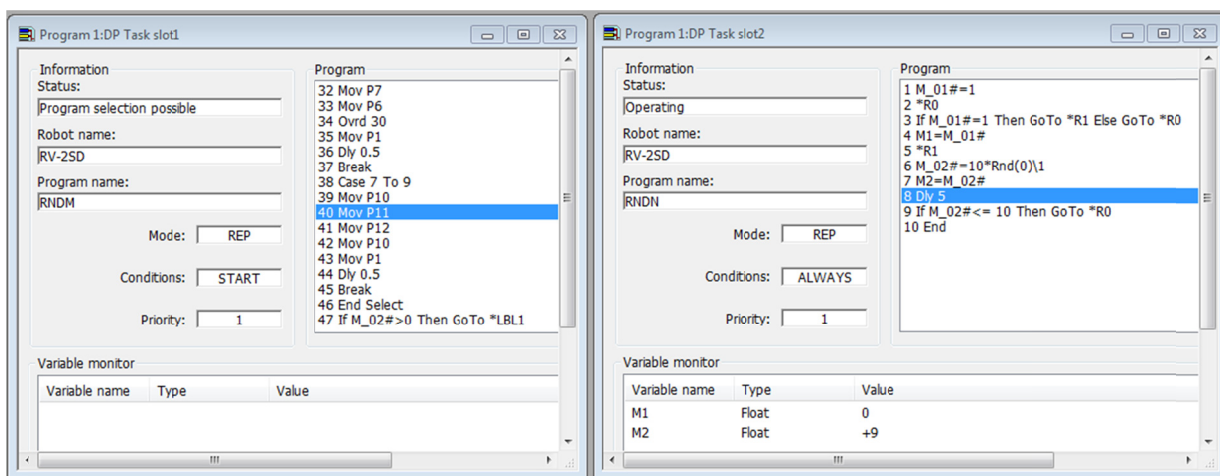 Program 1:DP Task slot1
Information
Status:
Program selection possible
Robot name:
RV-2SD
Program name:
RNDM
Mode: REP
Conditions: START
Priority: 1
Program
32 Mov P7
33 Mov P6
34 Ovrd 30
35 Mov P1
36 Dly 0.5
37 Break
38 Case 7 To 9
39 Mov P10
40 Mov P11
41 Mov P12
42 Mov P10
43 Mov P1
44 Dly 0.5
45 Break
46 End Select
47 If M_02#>0 Then GoTo *LBL1
Variable monitor
Variable name Type Value
Program 1:DP Task slot2
Information
Status:
Operating
Robot name:
RV-2SD
Program name:
RNDN
Mode: REP
Conditions: ALWAYS
Priority: 1
Program
1 M_01#=1
2 *R0
3 If M_01#=1 Then GoTo *R1 Else GoTo *R0
4 M1=M_01#
5 *R1
6 M_02#=10*Rnd(0)\1
7 M2=M_02#
8 Dly 5
9 If M_02#<= 10 Then GoTo *R0
10 End
Variable monitor
Variable name Type Value
M1 Float 0
M2 Float +9